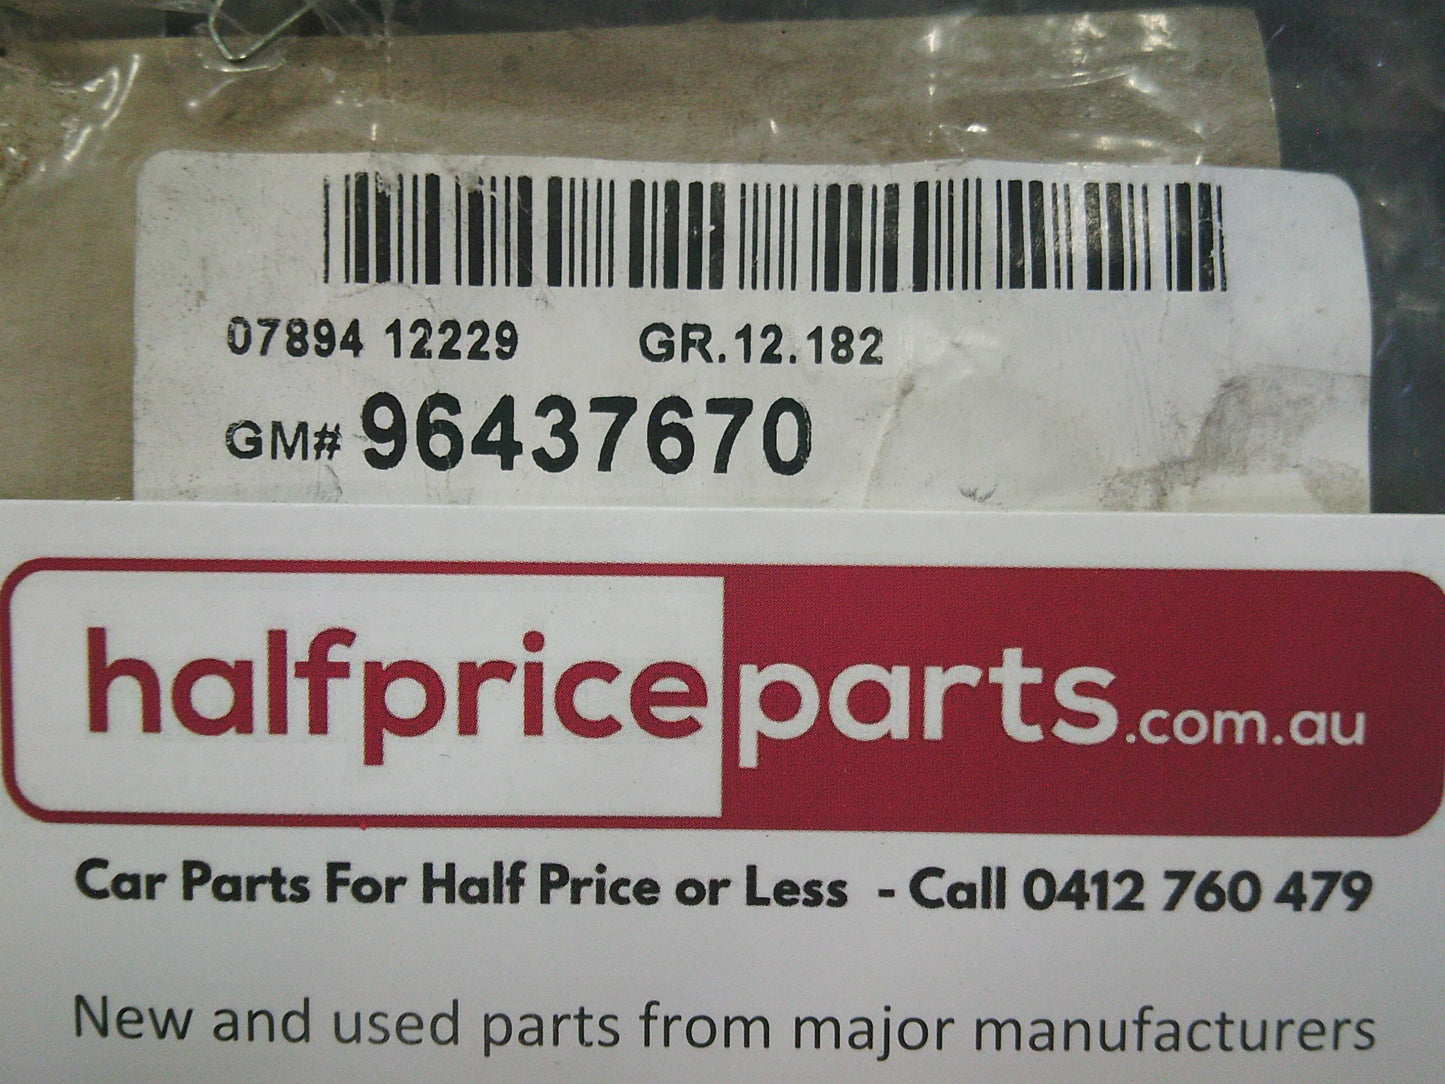 07894 12229 GR.12.182
GM# 96437670
halfpriceparts.com.au
Car Parts For Half Price or Less - Call 0412 760 479
New and used parts from major manufacturers